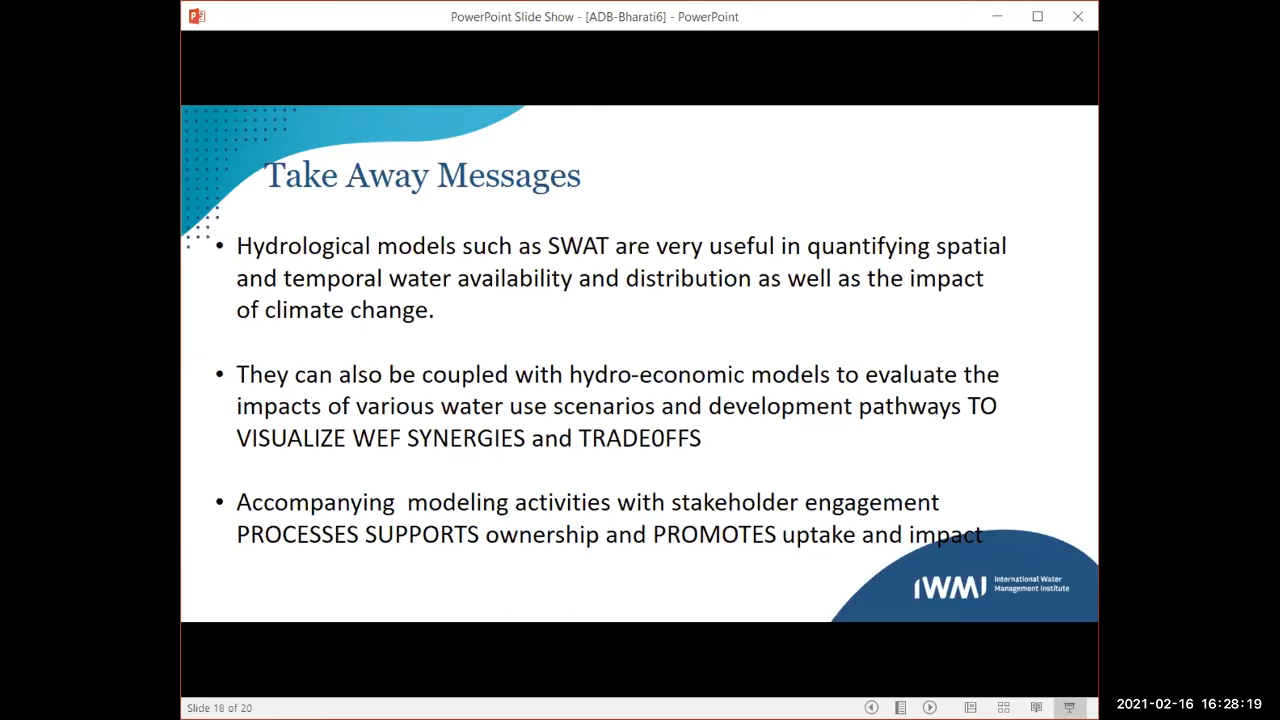 PowerPoint Slide Show - [ADB-Bharati6] - PowerPoint
Take Away Messages
• Hydrological models such as SWAT are very useful in quantifying spatial
and temporal water availability and distribution as well as the impact
of climate change.
• They can also be coupled with hydro-economic models to evaluate the
impacts of various water use scenarios and development pathways TO
VISUALIZE WEF SYNERGIES and TRADE0FFS
• Accompanying  modeling activities with stakeholder engagement
PROCESSES SUPPORTS ownership and PROMOTES uptake and impact
IWMI
International Water
Management Institute
Slide 18 of 20
2021-02-16 16:28:19